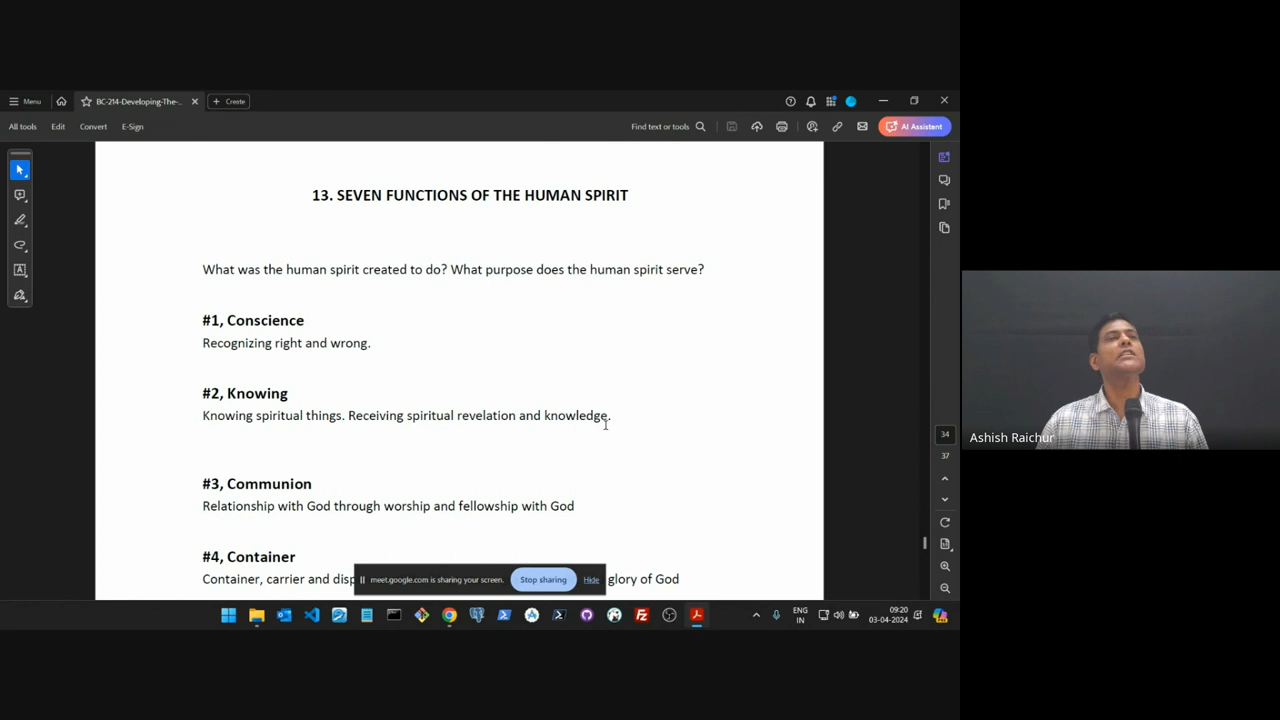 Menu
BC-214-Developing-The-...
Create
All tools
Edit
Convert
E-Sign
Find text or tools
AI Assistant
13. SEVEN FUNCTIONS OF THE HUMAN SPIRIT
What was the human spirit created to do? What purpose does the human spirit serve?
#1, Conscience
Recognizing right and wrong.
#2, Knowing
Knowing spiritual things. Receiving spiritual revelation and knowledge.
#3, Communion
Relationship with God through worship and fellowship with God
#4, Container
Container, carrier and disp
glory of God
meet.google.com is sharing your screen.
Stop sharing
Hide
34
37
Ashish Raichur
ENG
IN
09:20
03-04-2024